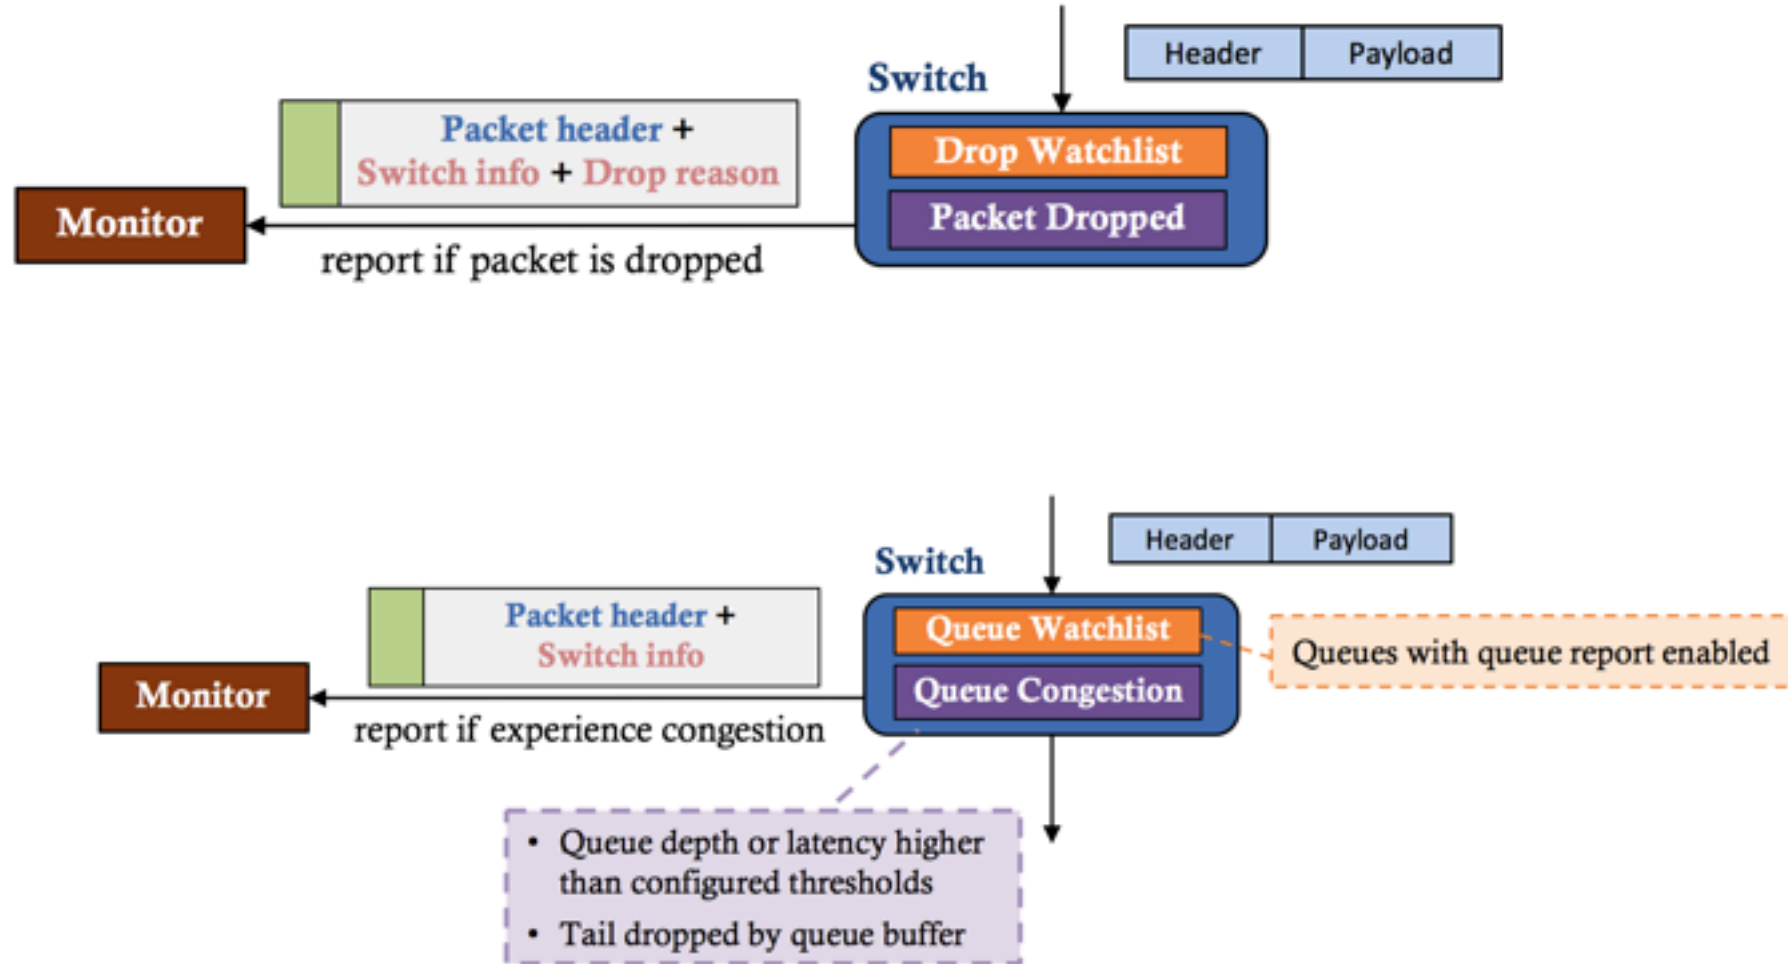 Header Payload
Switch
Packet header +
Switch info + Drop reason
Drop Watchlist
Packet Dropped
Monitor
report if packet is dropped
Header Payload
Switch
Packet header +
Switch info
Queue Watchlist
Queue Congestion
Queues with queue report enabled
Monitor
report if experience congestion
• Queue depth or latency higher
than configured thresholds
• Tail dropped by queue buffer